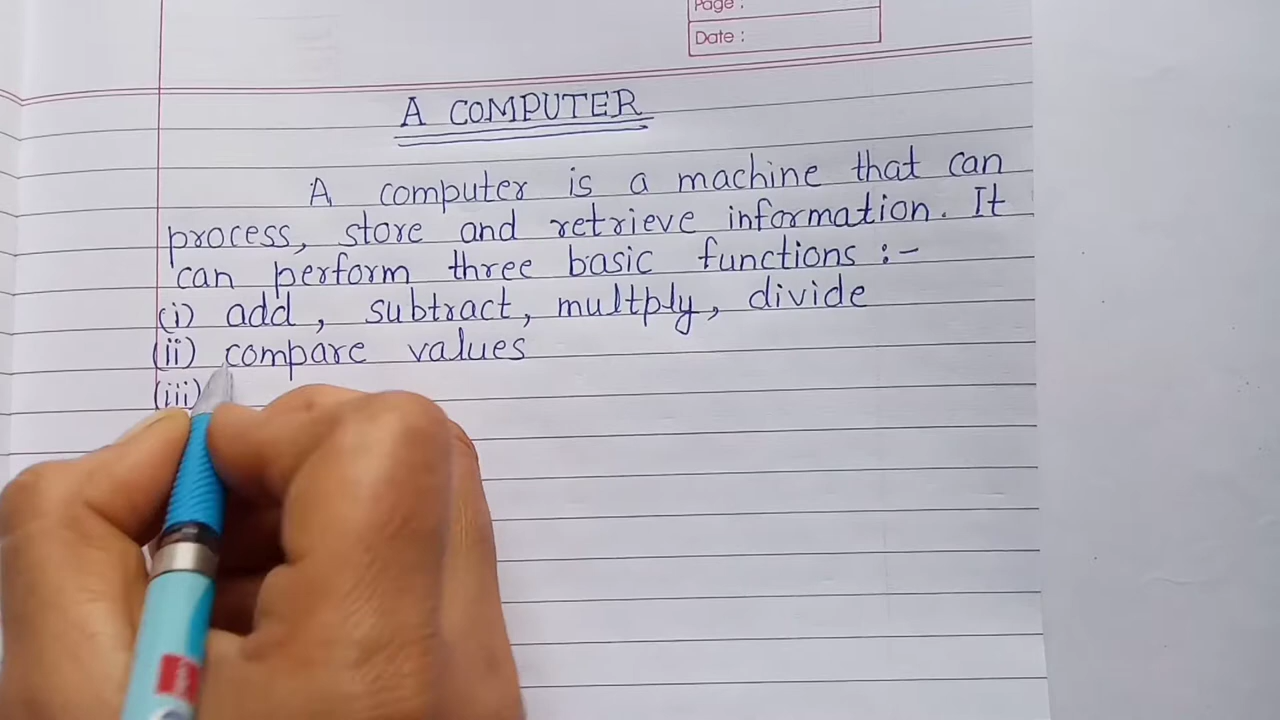 Page :
Date :
A COMPUTER
A computer is a machine that can
process, store and retrieve information. It
can perform three basic functions :-
(i) add, subtract, multply, divide
(ii) compare values
(iii)